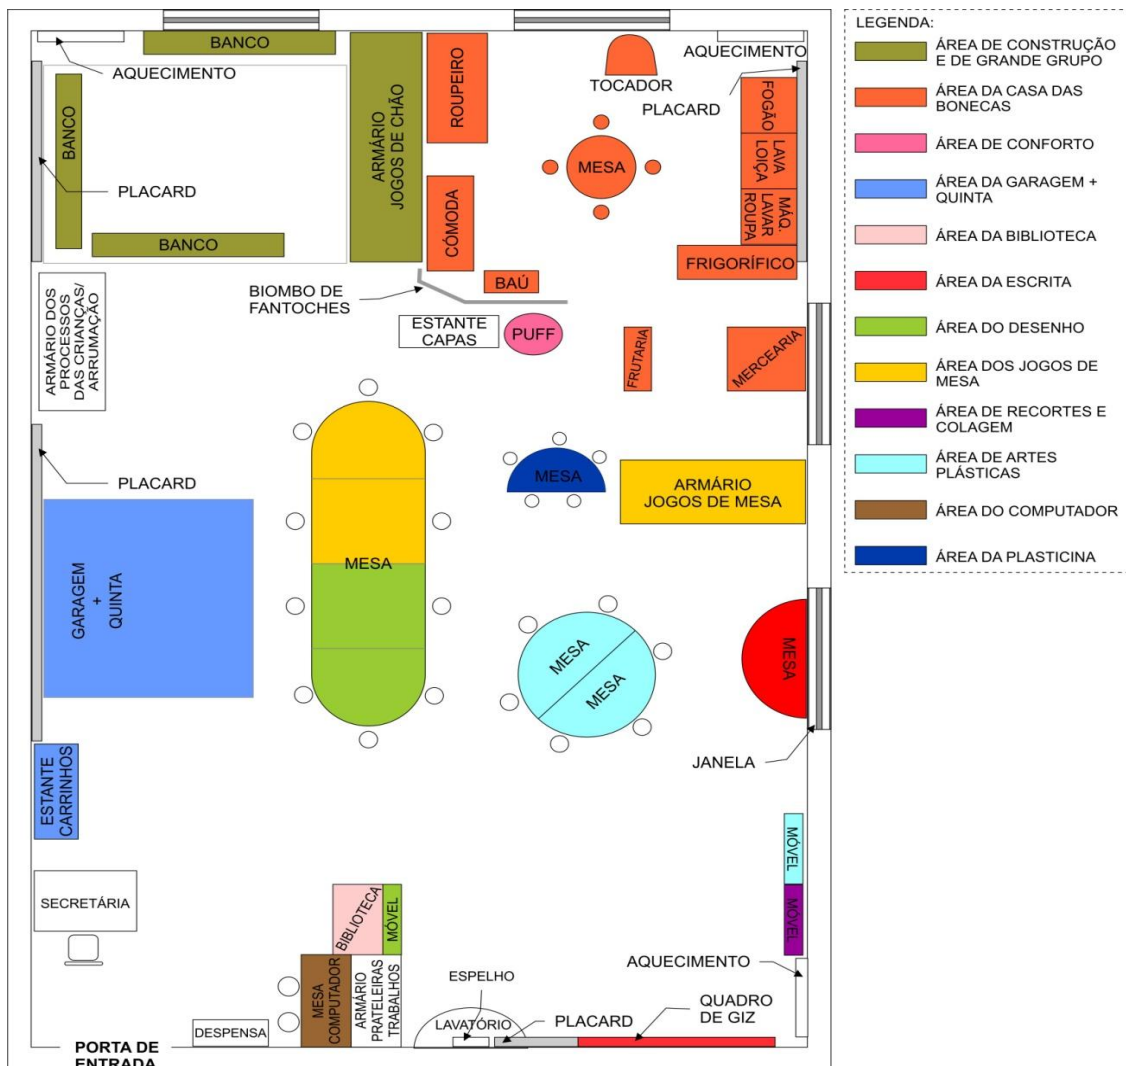 BANCO
AQUECIMENTO
BANCO
PLACARD
BANCO
ARMÁRIO
JOGOS DE CHÃO
ROUPEIRO
CÓMODA
TOCADOR
MESA
AQUECIMENTO
PLACARD
FOGÃO
LAVA
LOIÇA
MÁQ.
LAVAR
ROUPA
FRIGORÍFICO
BAÚ
BIOMBO DE
FANTOCHES
ESTANTE
CAPAS
PUFF
FRUTARIA
MERCEARIA
ARMÁRIO DOS
PROCESSOS
DAS CRIANÇAS/
ARRUMAÇÃO
PLACARD
GARAGEM
+
QUINTA
MESA
MESA
ARMÁRIO
JOGOS DE MESA
MESA
MESA
MESA
JANELA
ESTANTE
CARRINHOS
SECRETÁRIA
BIBLIOTECA
MÓVEL
MESA
COMPUTADOR
ARMÁRIO
PRATELEIRAS
TRABALHOS
MÓVEL
MÓVEL
AQUECIMENTO
ESPELHO
LAVATÓRIO
PLACARD
QUADRO
DE GIZ
DESPENSA
PORTA DE
ENTRADA
LEGENDA:
ÁREA DE CONSTRUÇÃO
E DE GRANDE GRUPO
ÁREA DA CASA DAS
BONECAS
ÁREA DE CONFORTO
ÁREA DA GARAGEM +
QUINTA
ÁREA DA BIBLIOTECA
ÁREA DA ESCRITA
ÁREA DO DESENHO
ÁREA DOS JOGOS DE
MESA
ÁREA DE RECORTES E
COLAGEM
ÁREA DE ARTES
PLÁSTICAS
ÁREA DO COMPUTADOR
ÁREA DA PLASTICINA